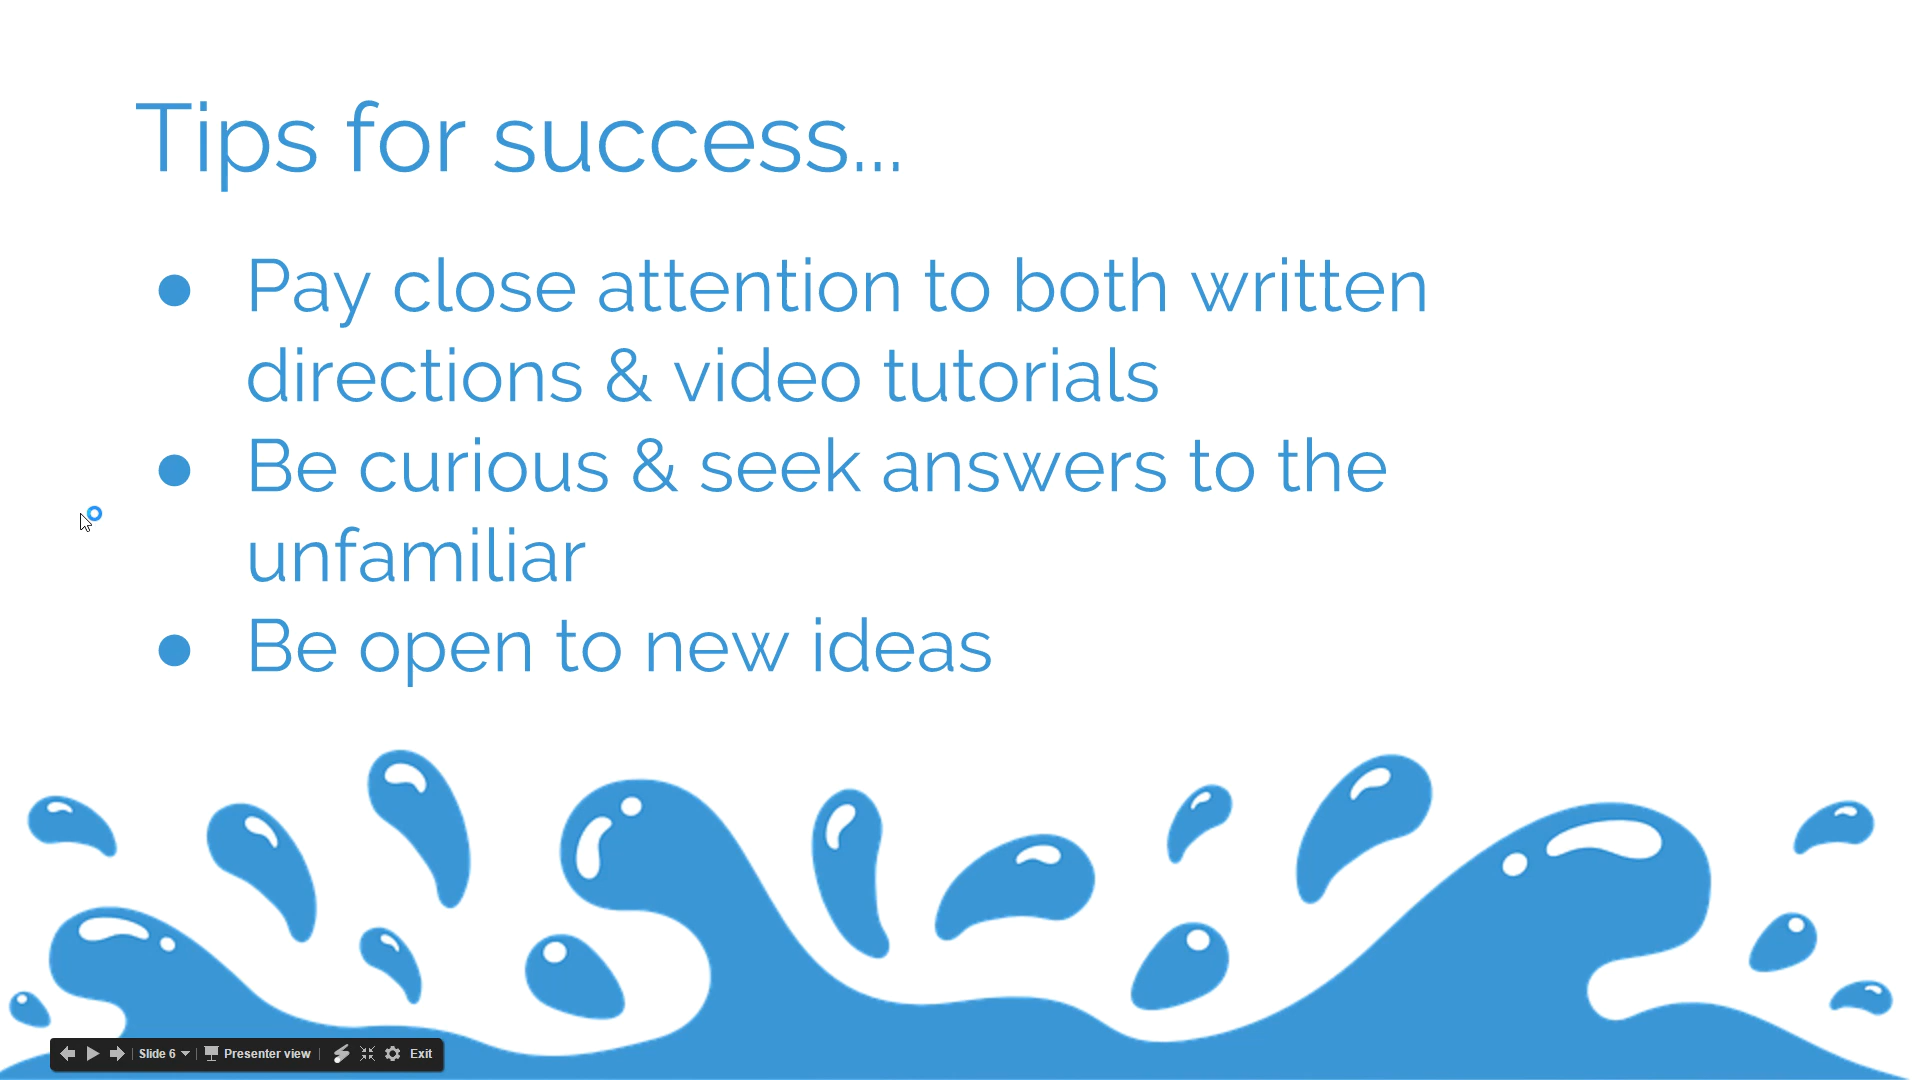 Tips for success...
● Pay close attention to both written
directions & video tutorials
● Be curious & seek answers to the
unfamiliar
● Be open to new ideas
Slide 6 Presenter view Exit